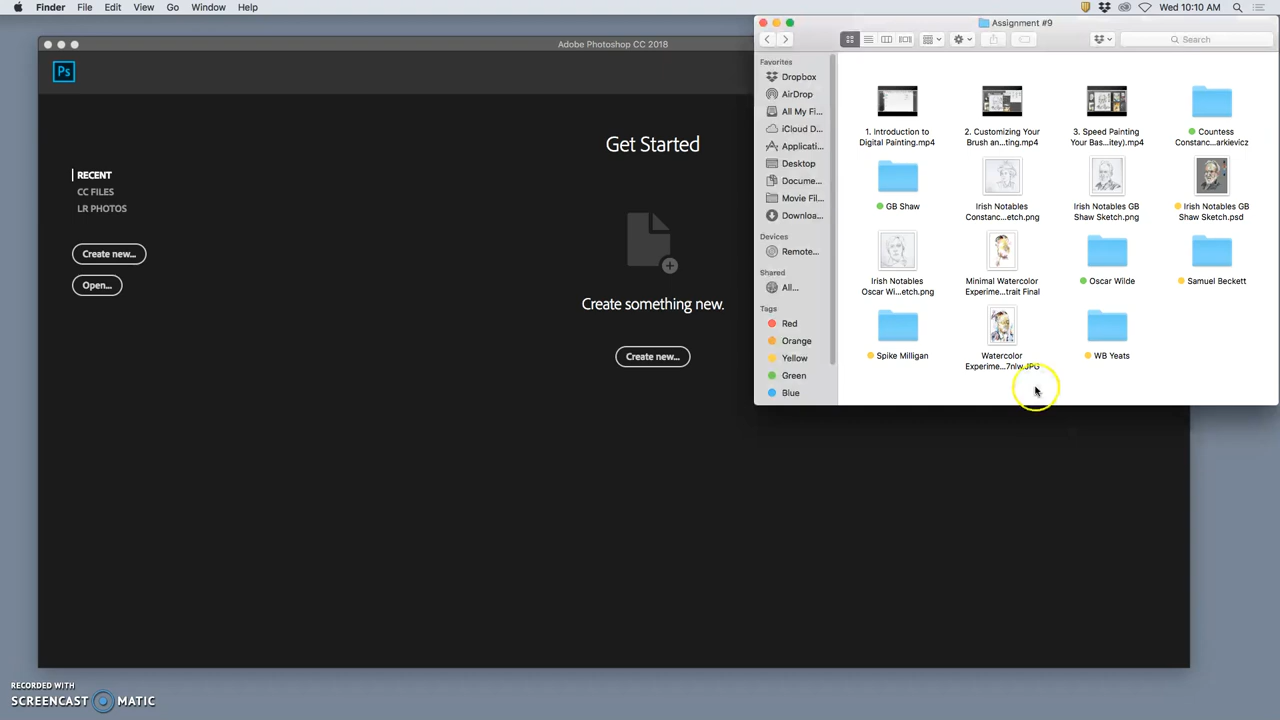 Finder File Edit View Go Window Help
Wed 10:10 AM
Adobe Photoshop CC 2018
Ps
RECENT
CC FILES
LR PHOTOS
Create new...
Open...
Get Started
Create something new.
Create new...
Assignment #9
Search
Favorites
Dropbox
AirDrop
All My Fi...
iCloud D...
Applicati...
Desktop
Docume...
Movie Fil...
Downloa...
Devices
Remote...
Shared
All...
Tags
Red
Orange
Yellow
Green
Blue
1. Introduction to
Digital Painting.mp4
2. Customizing Your
Brush an...ting.mp4
3. Speed Painting
Your Bas...itey).mp4
Countess
Constanc...arkievicz
GB Shaw
Irish Notables
Constanc...etch.png
Irish Notables GB
Shaw Sketch.png
Irish Notables GB
Shaw Sketch.psd
Irish Notables
Oscar Wi...etch.png
Minimal Watercolor
Experime...trait Final
Oscar Wilde
Samuel Beckett
Spike Milligan
Watercolor
Experime...7nlw.JPG
WB Yeats
RECORDED WITH
SCREENCAST MATIC